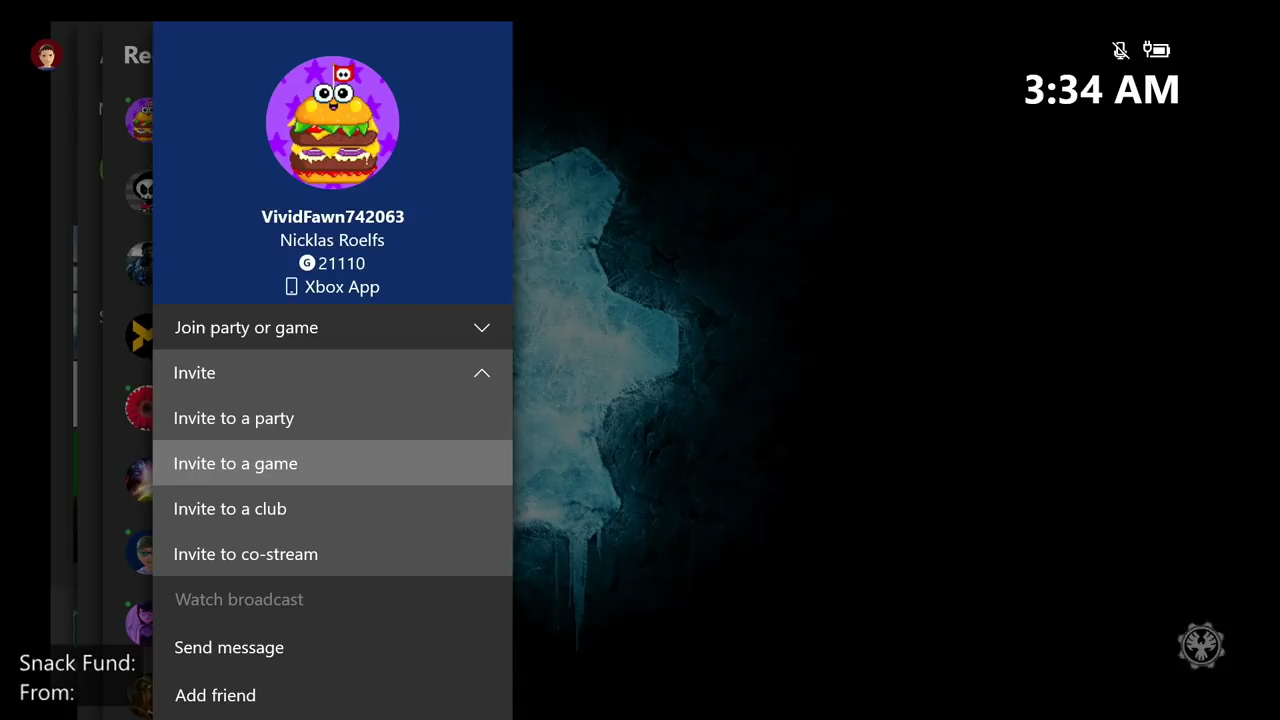 Re
3:34 AM
VividFawn742063
Nicklas Roelfs
G 21110
Xbox App
Join party or game
Invite
Invite to a party
Invite to a game
Invite to a club
Invite to co-stream
Watch broadcast
Send message
Add friend
Snack Fund:
From: